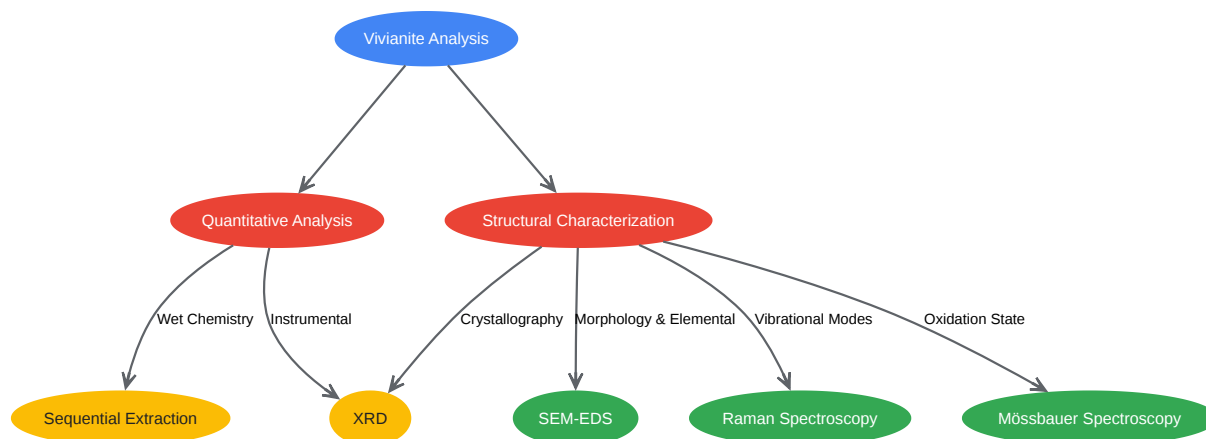 Vivianite Analysis
Quantitative Analysis
Structural Characterization
Wet Chemistry
Instrumental
Crystallography
Morphology & Elemental
Vibrational Modes
Oxidation State
Sequential Extraction
XRD
SEM-EDS
Raman Spectroscopy
Mössbauer Spectroscopy